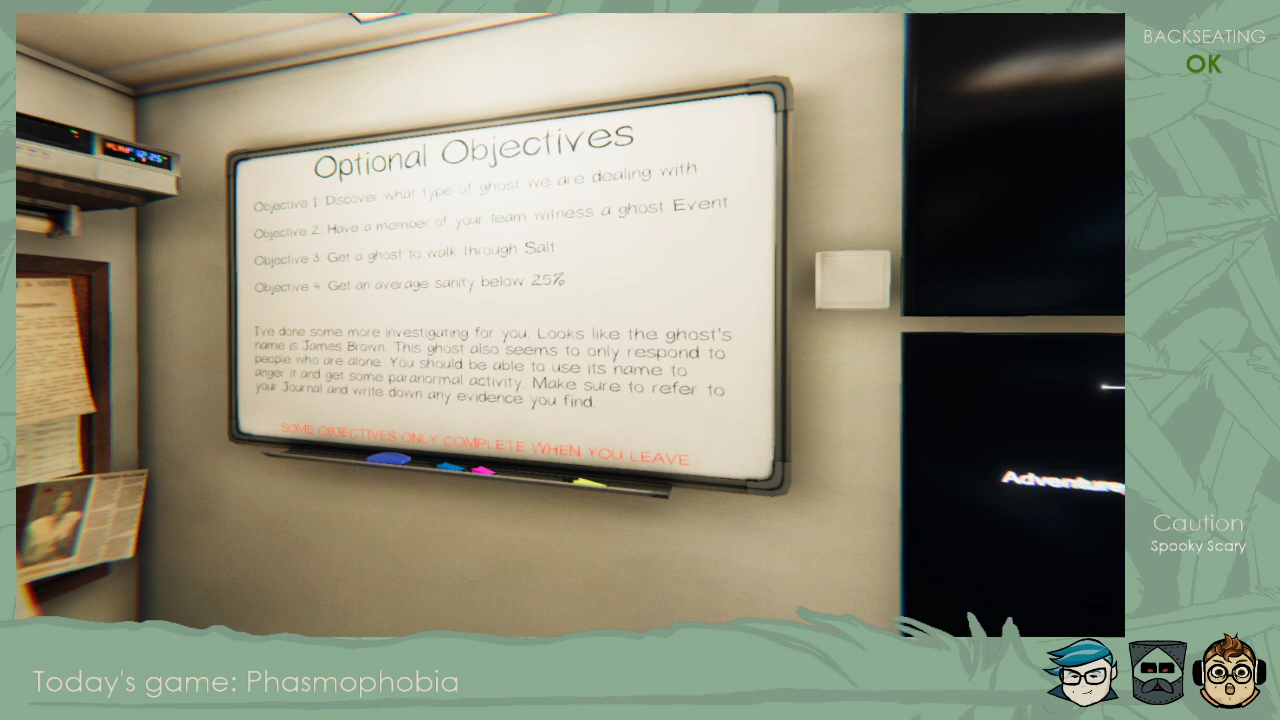 BACKSEATING
OK
Optional Objectives
Objective 1: Discover what type of ghost we are dealing with
Objective 2: Have a member of your team witness a ghost Event
Objective 3: Get a ghost to walk through Salt
Objective 4: Get an average sanity below 25%
I've done some more investigating for you. Looks like the ghost's
name is James Brown. This ghost also seems to only respond to
people who are alone. You should be able to use its name to
anger it and get some paranormal activity. Make sure to refer to
your Journal and write down any evidence you find.
SOME OBJECTIVES ONLY COMPLETE WHEN YOU LEAVE
Adventure
Caution
Spooky Scary
Today's game: Phasmophobia